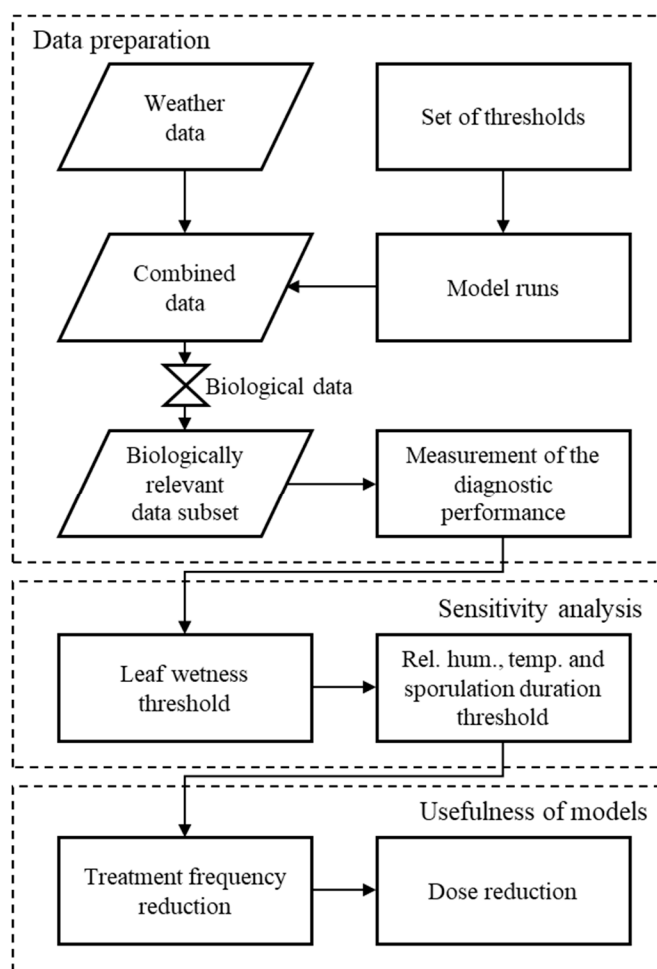 Data preparation
Weather
data
Set of thresholds
Combined
data
Model runs
Biological data
Biologically
relevant
data subset
Measurement of the
diagnostic
performance
Sensitivity analysis
Leaf wetness
threshold
Rel. hum., temp. and
sporulation duration
threshold
Usefulness of models
Treatment frequency
reduction
Dose reduction